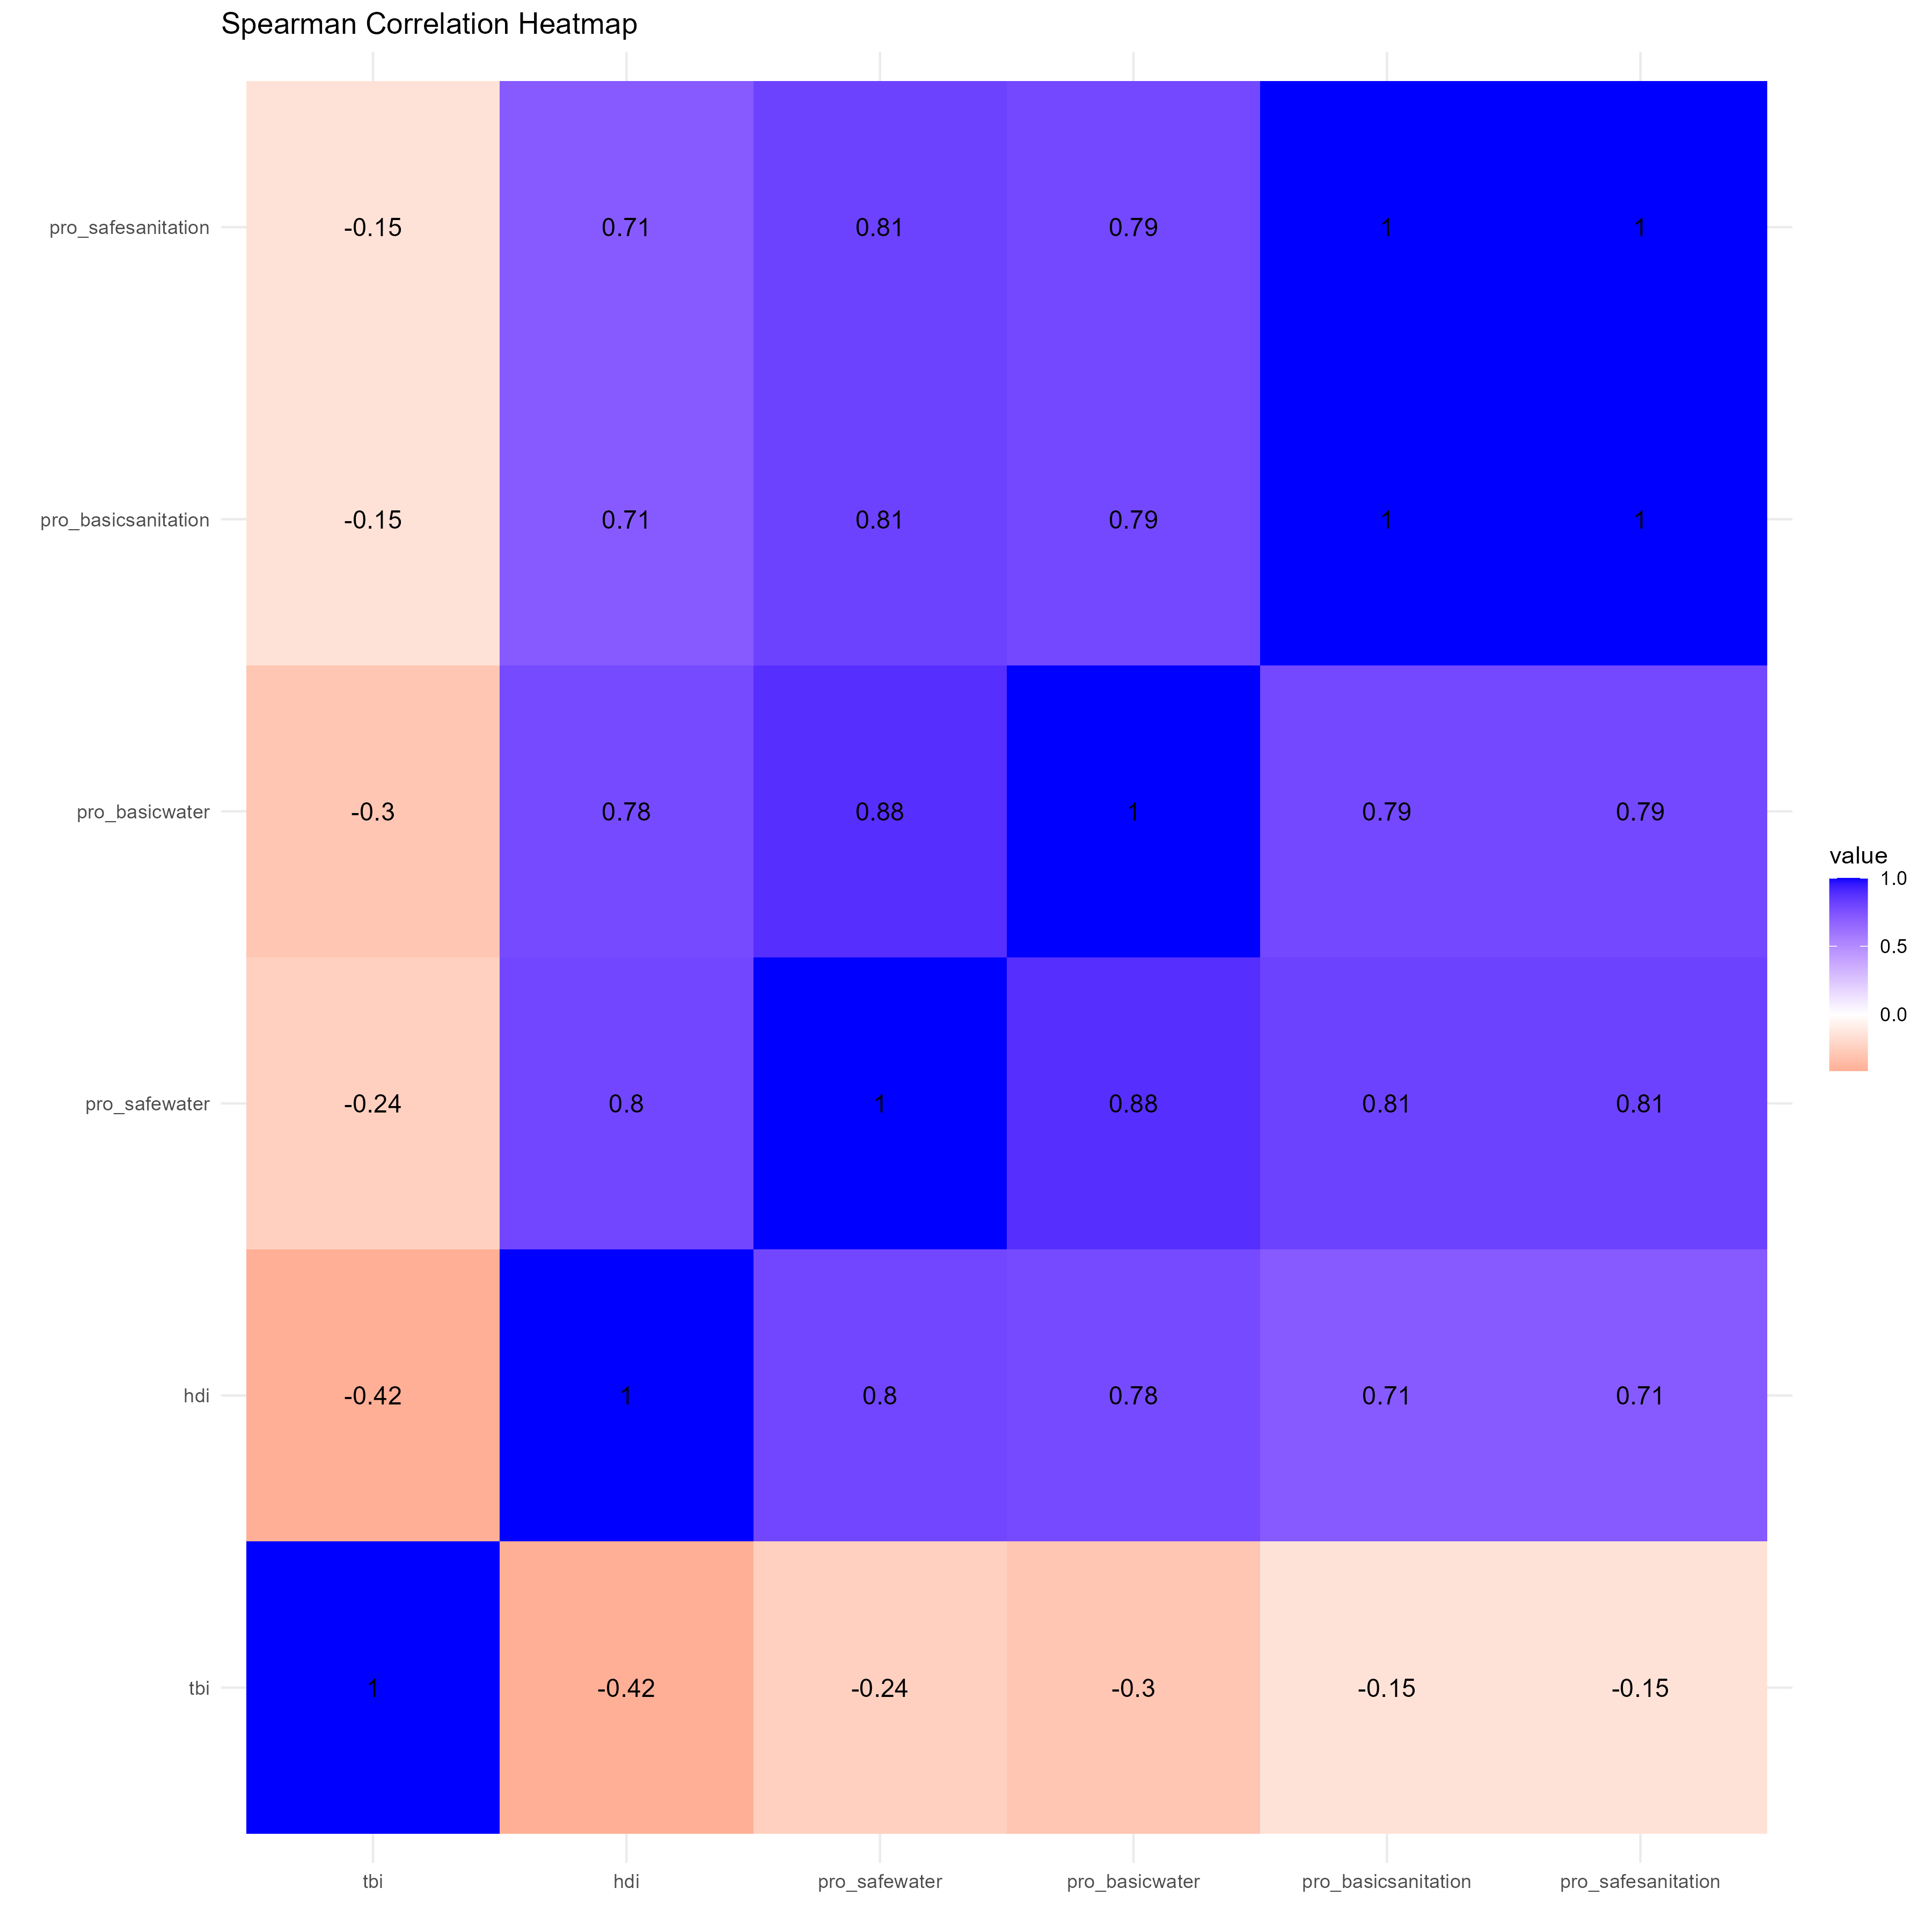 Spearman Correlation Heatmap
pro_safesanitation -0.15 0.71 0.81 0.79 1 1
pro_basicsanitation -0.15 0.71 0.81 0.79 1 1
pro_basicwater -0.3 0.78 0.88 1 0.79 0.79
pro_safewater -0.24 0.8 1 0.88 0.81 0.81
hdi -0.42 1 0.8 0.78 0.71 0.71
tbi 1 -0.42 -0.24 -0.3 -0.15 -0.15
tbi hdi pro_safewater pro_basicwater pro_basicsanitation pro_safesanitation
value
1.0
0.5
0.0